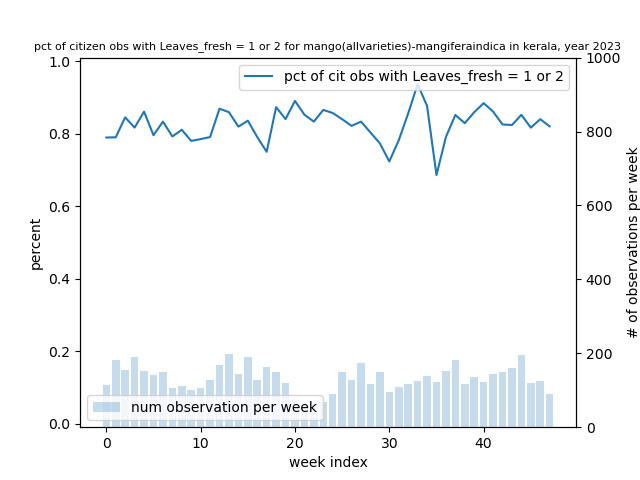 pct of citizen obs with Leaves_fresh = 1 or 2 for mango(allvarieties)-mangiferaindica in kerala, year 2023
pct of cit obs with Leaves_fresh = 1 or 2
1.0
0.8
0.6
0.4
0.2
0.0
percent
1000
800
600
400
200
0
# of observations per week
num observation per week
0 10 20 30 40
week index